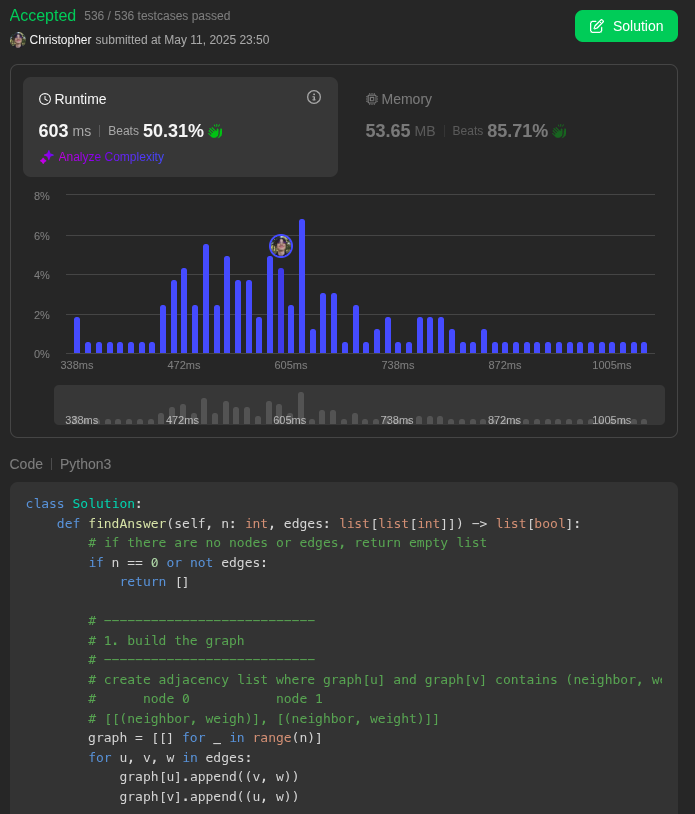 Accepted 536 / 536 testcases passed
Solution
Christopher submitted at May 11, 2025 23:50
Runtime
Memory
603 ms | Beats 50.31%
53.65 MB | Beats 85.71%
Analyze Complexity
8%
6%
4%
2%
0%
338ms 472ms 605ms 738ms 872ms 1005ms
338ms 472ms 605ms 738ms 872ms 1005ms
Code | Python3
class Solution:
    def findAnswer(self, n: int, edges: list[list[int]]) -> list[bool]:
        # if there are no nodes or edges, return empty list
        if n == 0 or not edges:
            return []
        # ---------------------------
        # 1. build the graph
        # ---------------------------
        # create adjacency list where graph[u] and graph[v] contains (neighbor, we
        #      node 0           node 1
        # [[(neighbor, weigh)], [(neighbor, weight)]]
        graph = [[] for _ in range(n)]
        for u, v, w in edges:
            graph[u].append((v, w))
            graph[v].append((u, w))